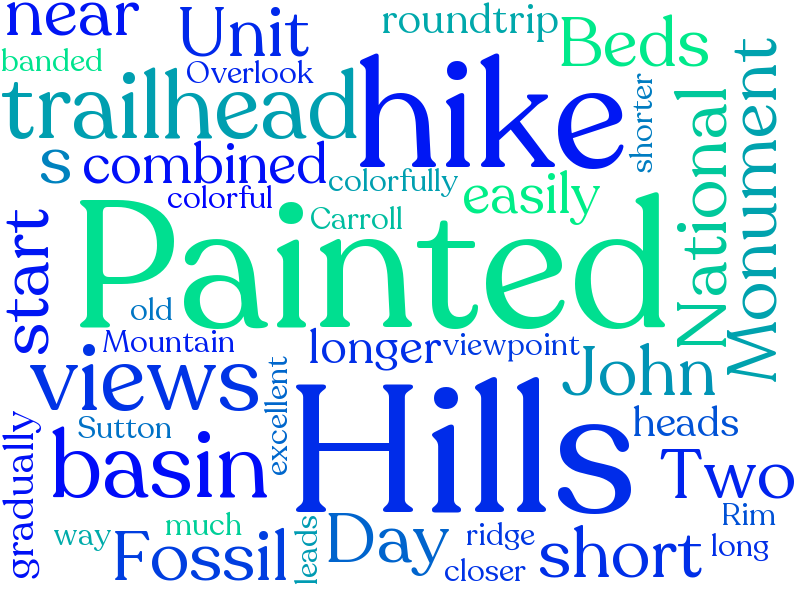 near
Unit
roundtrip
Beds
banded
Overlook
trailhead
hike
shorter
National
Monument
s
combined
colorful
colorfully
easily
Carroll
start
Painted
old
Mountain
longer
viewpoint
views
John
excellent
Hills
heads
Sutton
basin
Two
gradually
Rim
way
much
Fossil
leads
Day
ridge
closer
short
long